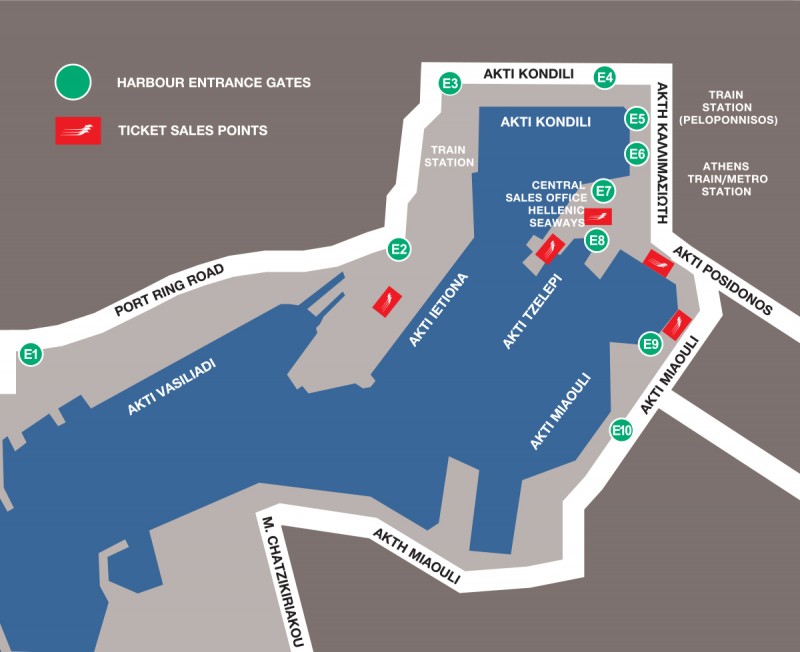 HARBOUR ENTRANCE GATES
TICKET SALES POINTS
E3
AKTI KONDILI
E4
AKTI KONDILI
E5
E6
ΑΚΤΗ ΚΑΛΛΙΜΑΣΙΩΤΗ
TRAIN
STATION
(PELOPONNISOS)
TRAIN
STATION
ATHENS
TRAIN/METRO
STATION
CENTRAL
SALES OFFICE
HELLENIC
SEAWAYS
E7
E8
E2
PORT RING ROAD
AKTI POSIDONOS
AKTI IETIONA
AKTI TZELEPI
E1
E9
AKTI VASILIADI
AKTI MIAOULI
AKTI MIAOULI
E10
M. CHATZIKIRIAKOU
AKTH MIAOULI